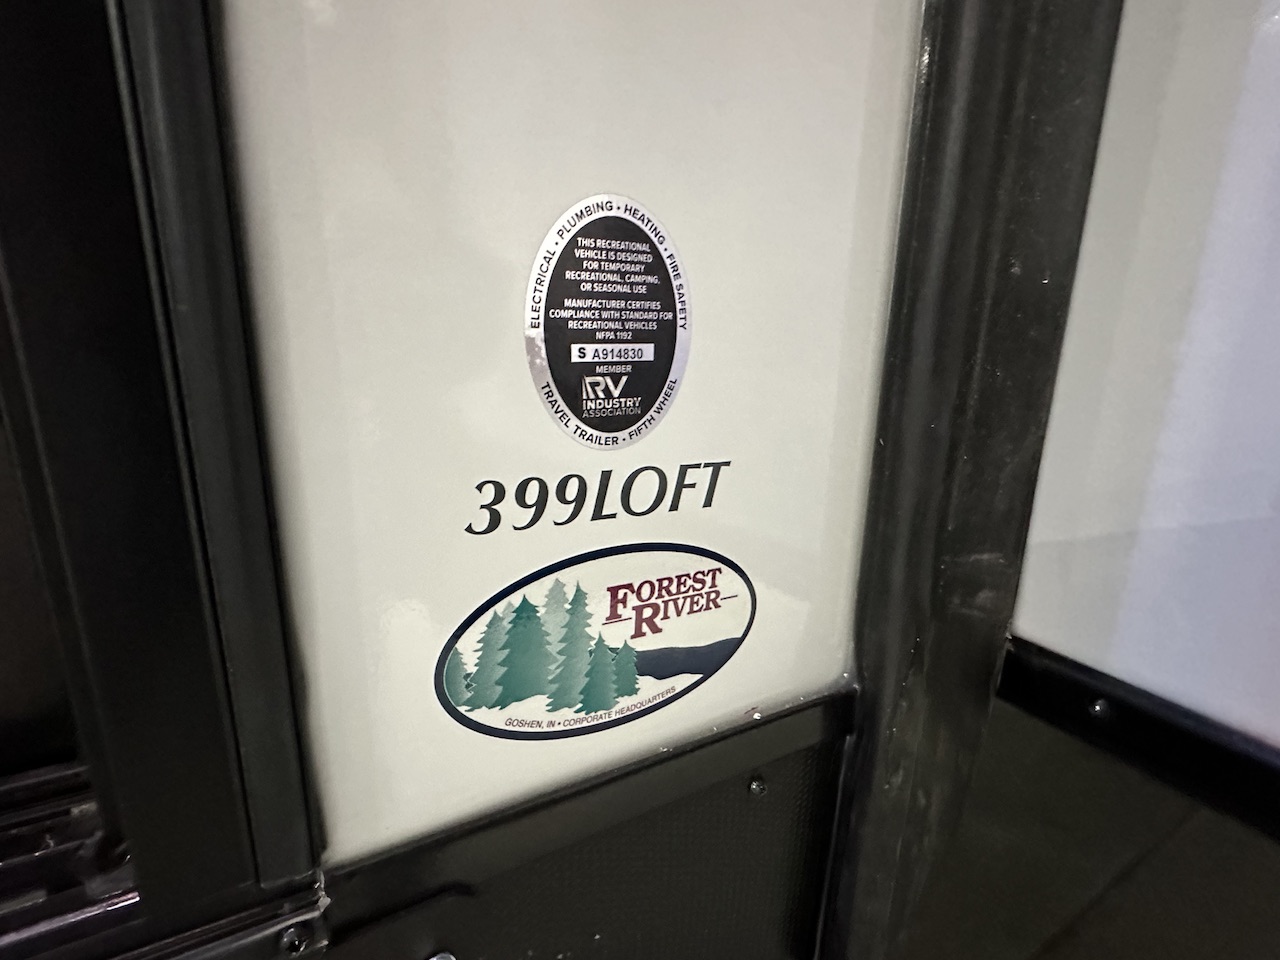 ELECTRICAL • PLUMBING • HEATING • FIRE SAFETY
THIS RECREATIONAL
VEHICLE IS DESIGNED
FOR TEMPORARY
RECREATIONAL, CAMPING,
OR SEASONAL USE
MANUFACTURER CERTIFIES
COMPLIANCE WITH STANDARD FOR
RECREATIONAL VEHICLES
NFPA 1192
S A914830
MEMBER
RV
INDUSTRY
ASSOCIATION
TRAVEL TRAILER • FIFTH WHEEL
399LOFT
FOREST
RIVER
GOSHEN, IN • CORPORATE HEADQUARTERS